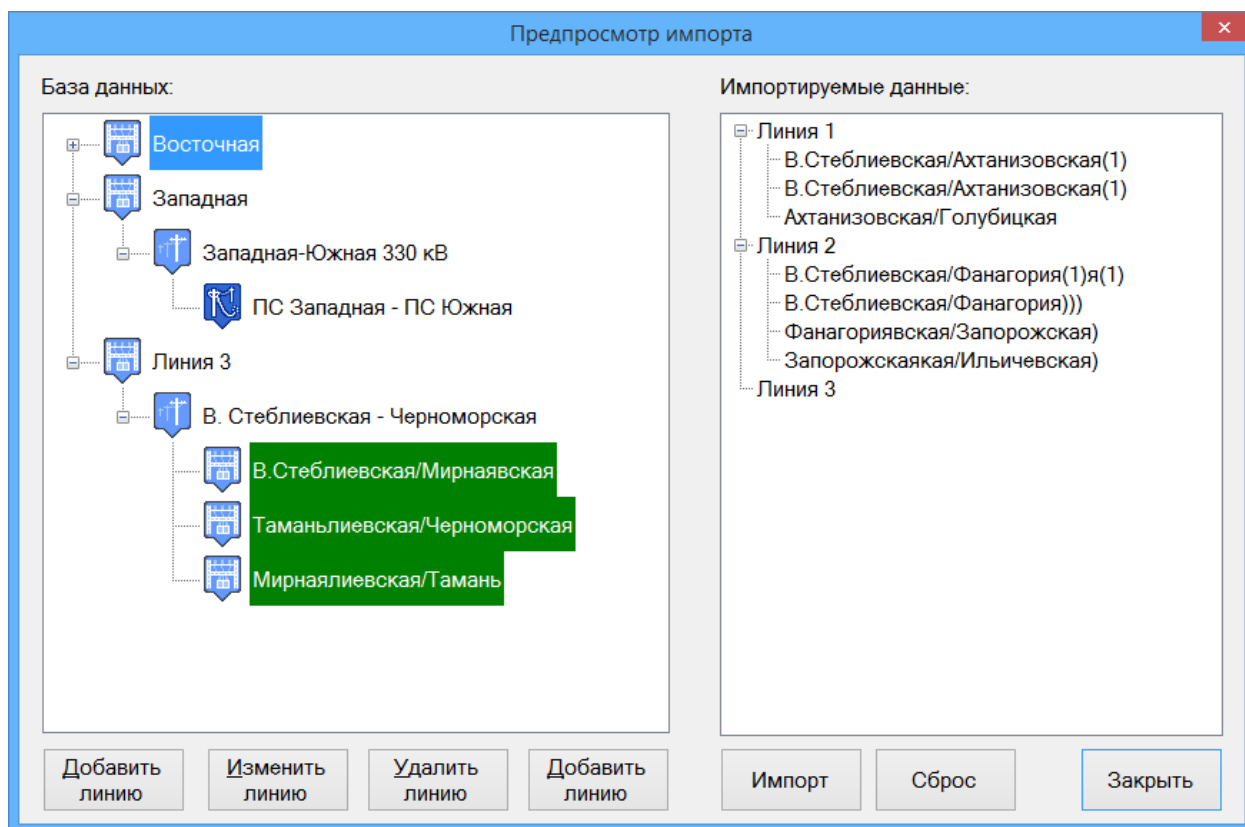 Предпросмотр импорта
База данных:
Восточная
Западная
Западная-Южная 330 кВ
ПС Западная - ПС Южная
Линия 3
В. Стеблиевская - Черноморская
В.Стеблиевская/Мирнаявская
Таманьлиевская/Черноморская
Мирнаялиевская/Тамань
Добавить
линию
Изменить
линию
Удалить
линию
Добавить
линию
Импортируемые данные:
Линия 1
В.Стеблиевская/Ахтанизовская(1)
В.Стеблиевская/Ахтанизовская(1)
Ахтанизовская/Голубицкая
Линия 2
В.Стеблиевская/Фанагория(1)я(1)
В.Стеблиевская/Фанагория)))
Фанагориявская/Запорожская)
Запорожскаякая/Ильичевская)
Линия 3
Импорт
Сброс
Закрыть